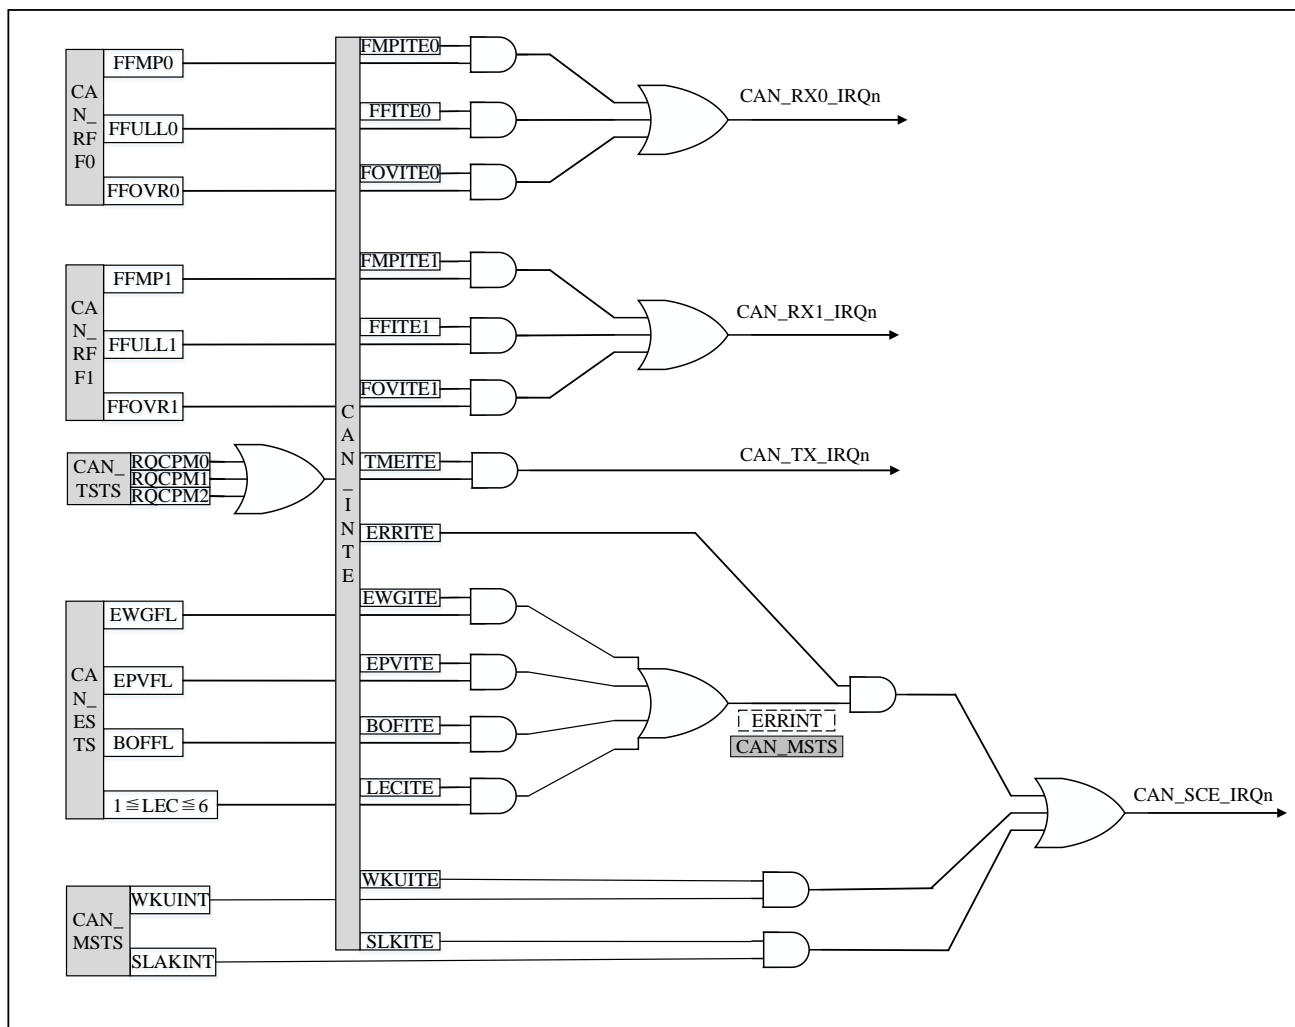 FMPITE0
FFMP0
CAN_RX0_IRQn
CA
N_
RF
F0
FFITE0
FFULL0
FOVITE0
FFOVR0
FMPITE1
FFMP1
CAN_RX1_IRQn
CA
N_
RF
F1
FFITE1
FFULL1
FOVITE1
FFOVR1
C
A
N
_I
N
T
E
CAN_
TSTS
RQCPM0
RQCPM1
RQCPM2
TMEITE
CAN_TX_IRQn
ERRITE
EWGITE
EWGFL
CA
N_
ES
TS
EPVITE
EPVFL
BOFITE
BOFFL
ERRINT
CAN_MSTS
LECITE
1≦LEC≦6
CAN_SCE_IRQn
WKUITE
WKUINT
CAN_
MSTS
SLKITE
SLAKINT